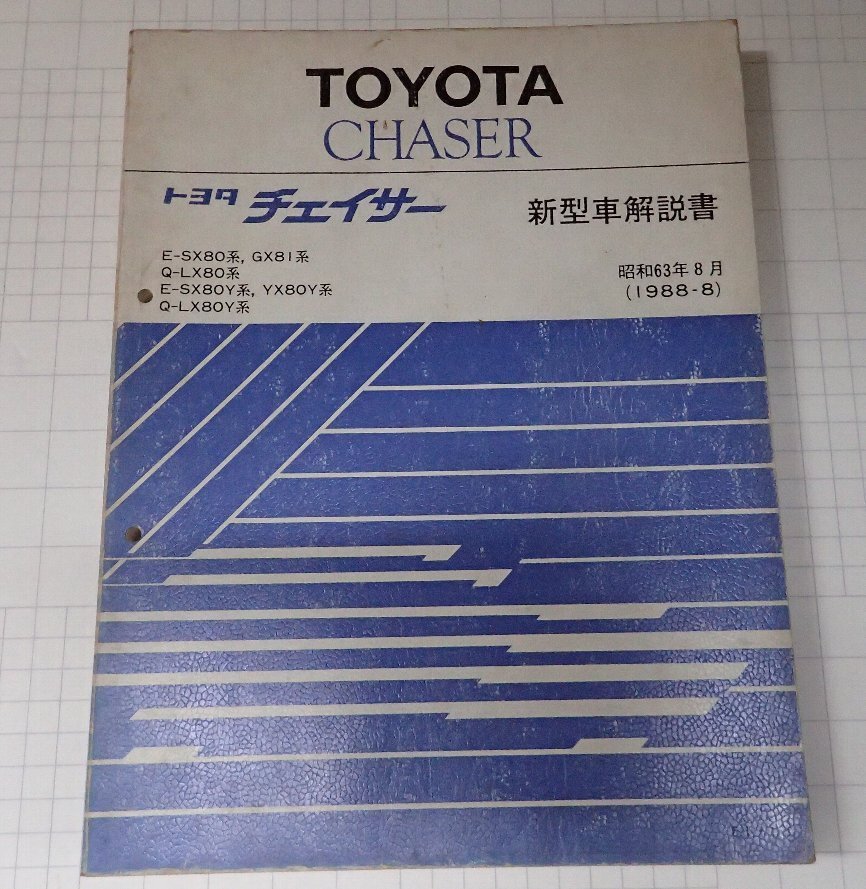 TOYOTA
CHASER
トヨタ チェイサー 新型車解説書
E-SX80系, GX81系
Q-LX80系
E-SX80Y系, YX80Y系
Q-LX80Y系
昭和63年8月
(1988-8)